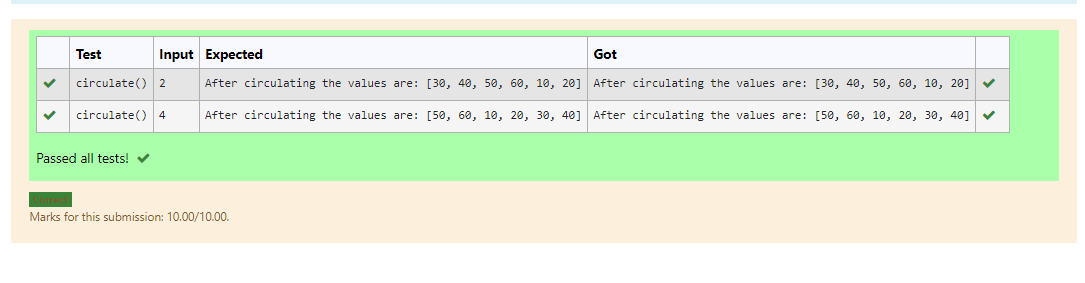 Test Input Expected Got
circulate() 2 After circulating the values are: [30, 40, 50, 60, 10, 20] After circulating the values are: [30, 40, 50, 60, 10, 20]
circulate() 4 After circulating the values are: [50, 60, 10, 20, 30, 40] After circulating the values are: [50, 60, 10, 20, 30, 40]
Passed all tests!
Correct
Marks for this submission: 10.00/10.00.